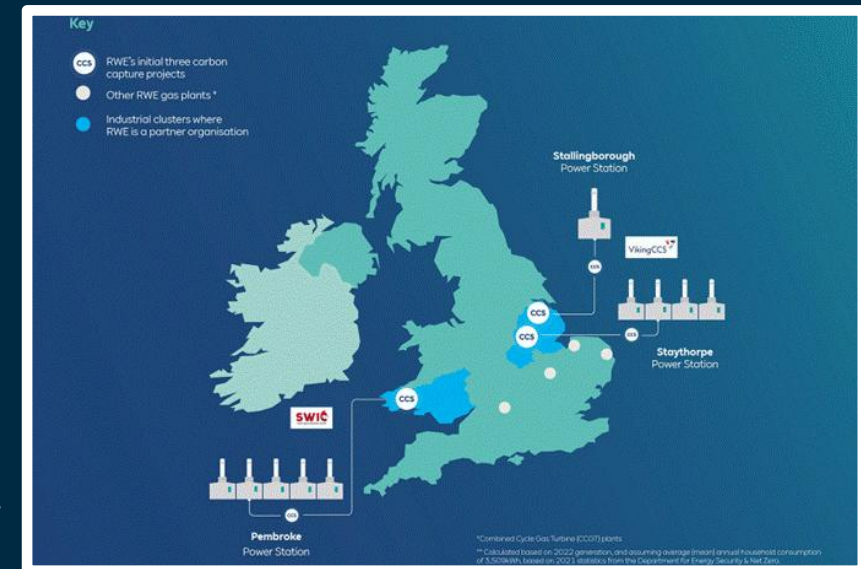 Key
CCS
RWE's initial three carbon
capture projects
Other RWE gas plants *
Industrial clusters where
RWE is a partner organisation
Stallingborough
Power Station
VikingCCS
CCS
CCS
CCS
CCS
Staythorpe
Power Station
CCS
SWIC
CCS
Pembroke
Power Station
*Combined Cycle Gas Turbine (CCGT) plants
** Calculated based on 2022 generation, and assuming average (mean) annual household consumption
of 3,509kWh, based on 2021 statistics from the Department for Energy Security & Net Zero.